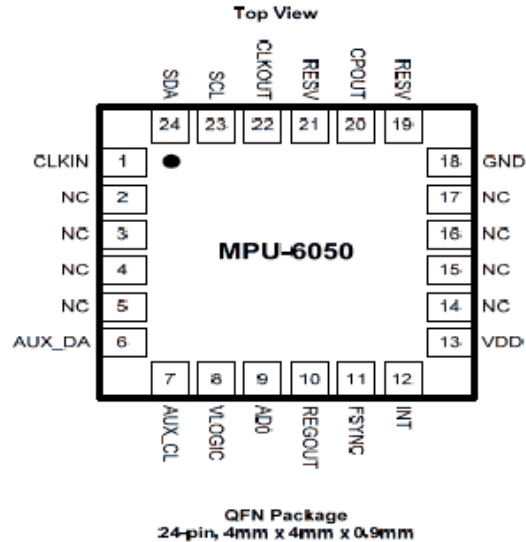 Top View
SDA SCL CLKOUT RESV CPOUT RESV
24 23 22 21 20 19
CLKIN 1 18 GND
NC 2 17 NC
NC 3 16 NC
MPU-6050
NC 4 15 NC
NC 5 14 NC
AUX_DA 6 13 VDD
7 8 9 10 11 12
AUX_CL VLOGIC AD0 REGOUT FSYNC INT
QFN Package
24-pin, 4mm x 4mm x 0.9mm